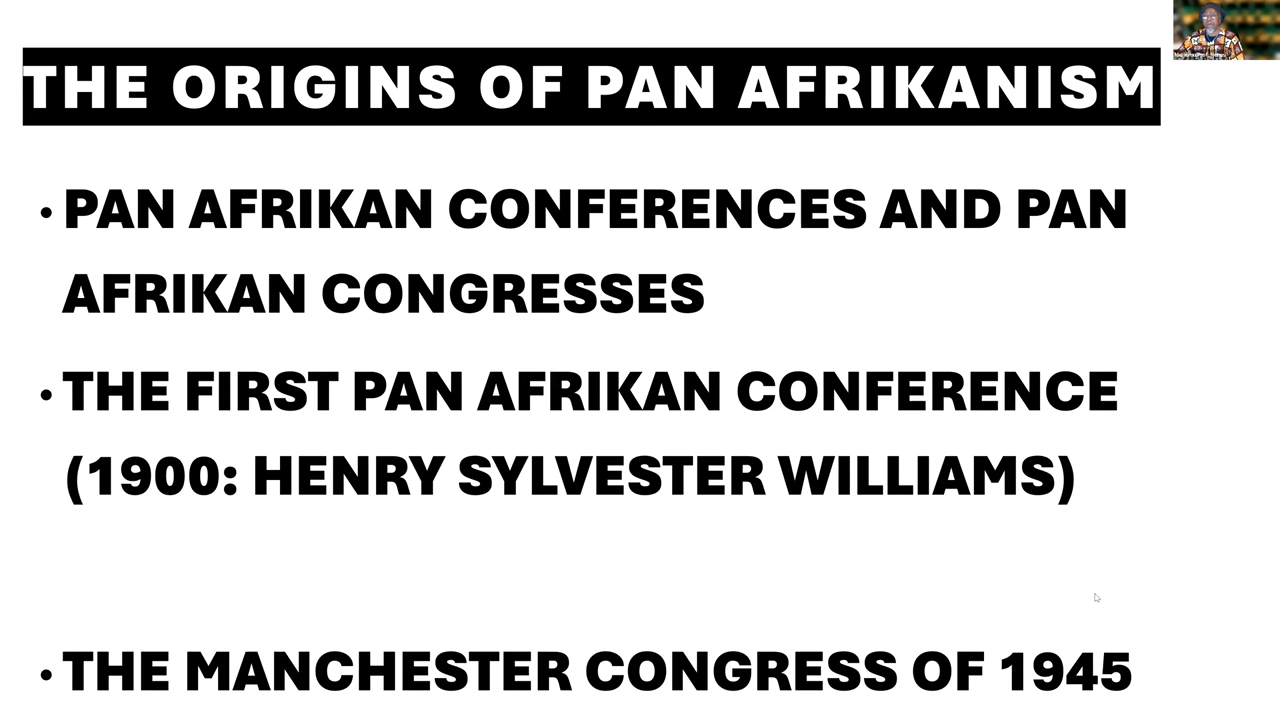 THE ORIGINS OF PAN AFRIKANISM
• PAN AFRIKAN CONFERENCES AND PAN
AFRIKAN CONGRESSES
• THE FIRST PAN AFRIKAN CONFERENCE
(1900: HENRY SYLVESTER WILLIAMS)
• THE MANCHESTER CONGRESS OF 1945